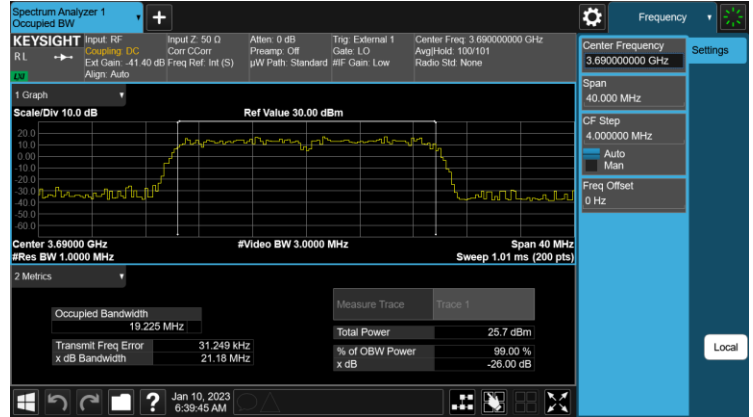 Spectrum Analyzer 1
Occupied BW
Frequency
KEYSIGHT
R L
LXI
Input: RF
Coupling: DC
Ext Gain: -41.40 dB
Align: Auto
Input Z: 50 Ω
Corr CCorr
Freq Ref: Int (S)
Atten: 0 dB
Preamp: Off
µW Path: Standard
Trig: External 1
Gate: LO
#IF Gain: Low
Center Freq: 3.690000000 GHz
Avg|Hold: 100/101
Radio Std: None
Center Frequency
3.690000000 GHz
Settings
Span
40.000 MHz
CF Step
4.000000 MHz
Auto
Man
Freq Offset
0 Hz
Local
1 Graph
Scale/Div 10.0 dB
Ref Value 30.00 dBm
20.0
10.0
0.00
-10.0
-20.0
-30.0
-40.0
-50.0
-60.0
Center 3.69000 GHz
#Video BW 3.0000 MHz
Span 40 MHz
#Res BW 1.0000 MHz
Sweep 1.01 ms (200 pts)
2 Metrics
Occupied Bandwidth
19.225 MHz
Transmit Freq Error 31.249 kHz
x dB Bandwidth 21.18 MHz
Measure Trace Trace 1
Total Power 25.7 dBm
% of OBW Power 99.00 %
x dB -26.00 dB
?
Jan 10, 2023
6:39:45 AM